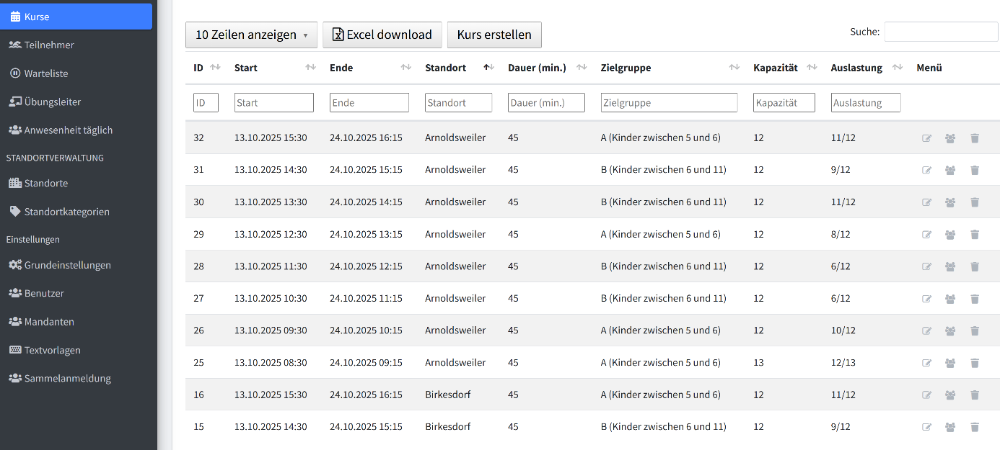 Kurse
Teilnehmer
Warteliste
Übungsleiter
Anwesenheit täglich
STANDORTVERWALTUNG
Standorte
Standortkategorien
Einstellungen
Grundeinstellungen
Benutzer
Mandanten
Textvorlagen
Sammelanmeldung
10 Zeilen anzeigen Excel download Kurs erstellen Suche:
ID Start Ende Standort Dauer (min.) Zielgruppe Kapazität Auslastung Menü
ID Start Ende Standort Dauer (min.) Zielgruppe Kapazität Auslastung
32 13.10.2025 15:30 24.10.2025 16:15 Arnoldsweiler 45 A (Kinder zwischen 5 und 6) 12 11/12
31 13.10.2025 14:30 24.10.2025 15:15 Arnoldsweiler 45 B (Kinder zwischen 6 und 11) 12 9/12
30 13.10.2025 13:30 24.10.2025 14:15 Arnoldsweiler 45 B (Kinder zwischen 6 und 11) 12 11/12
29 13.10.2025 12:30 24.10.2025 13:15 Arnoldsweiler 45 A (Kinder zwischen 5 und 6) 12 8/12
28 13.10.2025 11:30 24.10.2025 12:15 Arnoldsweiler 45 B (Kinder zwischen 6 und 11) 12 6/12
27 13.10.2025 10:30 24.10.2025 11:15 Arnoldsweiler 45 B (Kinder zwischen 6 und 11) 12 6/12
26 13.10.2025 09:30 24.10.2025 10:15 Arnoldsweiler 45 A (Kinder zwischen 5 und 6) 12 10/12
25 13.10.2025 08:30 24.10.2025 09:15 Arnoldsweiler 45 A (Kinder zwischen 5 und 6) 13 12/13
16 13.10.2025 15:30 24.10.2025 16:15 Birkesdorf 45 A (Kinder zwischen 5 und 6) 12 11/12
15 13.10.2025 14:30 24.10.2025 15:15 Birkesdorf 45 B (Kinder zwischen 6 und 11) 12 9/12